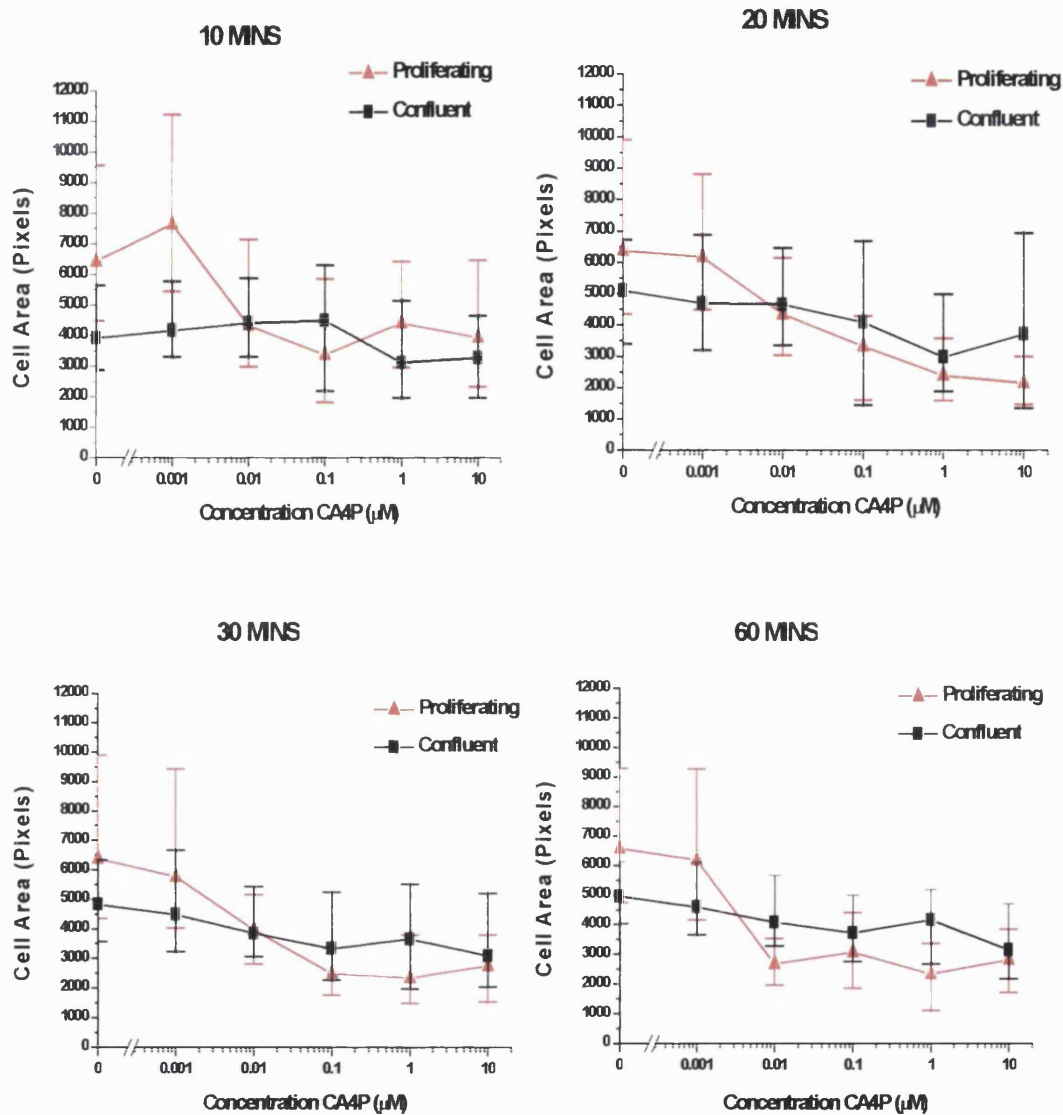 10 MINS
Proliferating
Confluent
12000
11000
10000
9000
8000
7000
6000
5000
4000
3000
2000
1000
0
Cell Area (Pixels)
0 0.001 0.01 0.1 1 10
Concentration CA4P (µM)
20 MINS
Proliferating
Confluent
12000
11000
10000
9000
8000
7000
6000
5000
4000
3000
2000
1000
0
Cell Area (Pixels)
0 0.001 0.01 0.1 1 10
Concentration CA4P (µM)
30 MINS
Proliferating
Confluent
12000
11000
10000
9000
8000
7000
6000
5000
4000
3000
2000
1000
0
Cell Area (Pixels)
0 0.001 0.01 0.1 1 10
Concentration CA4P (µM)
60 MINS
Proliferating
Confluent
12000
11000
10000
9000
8000
7000
6000
5000
4000
3000
2000
1000
0
Cell Area (Pixels)
0 0.001 0.01 0.1 1 10
Concentration CA4P (µM)